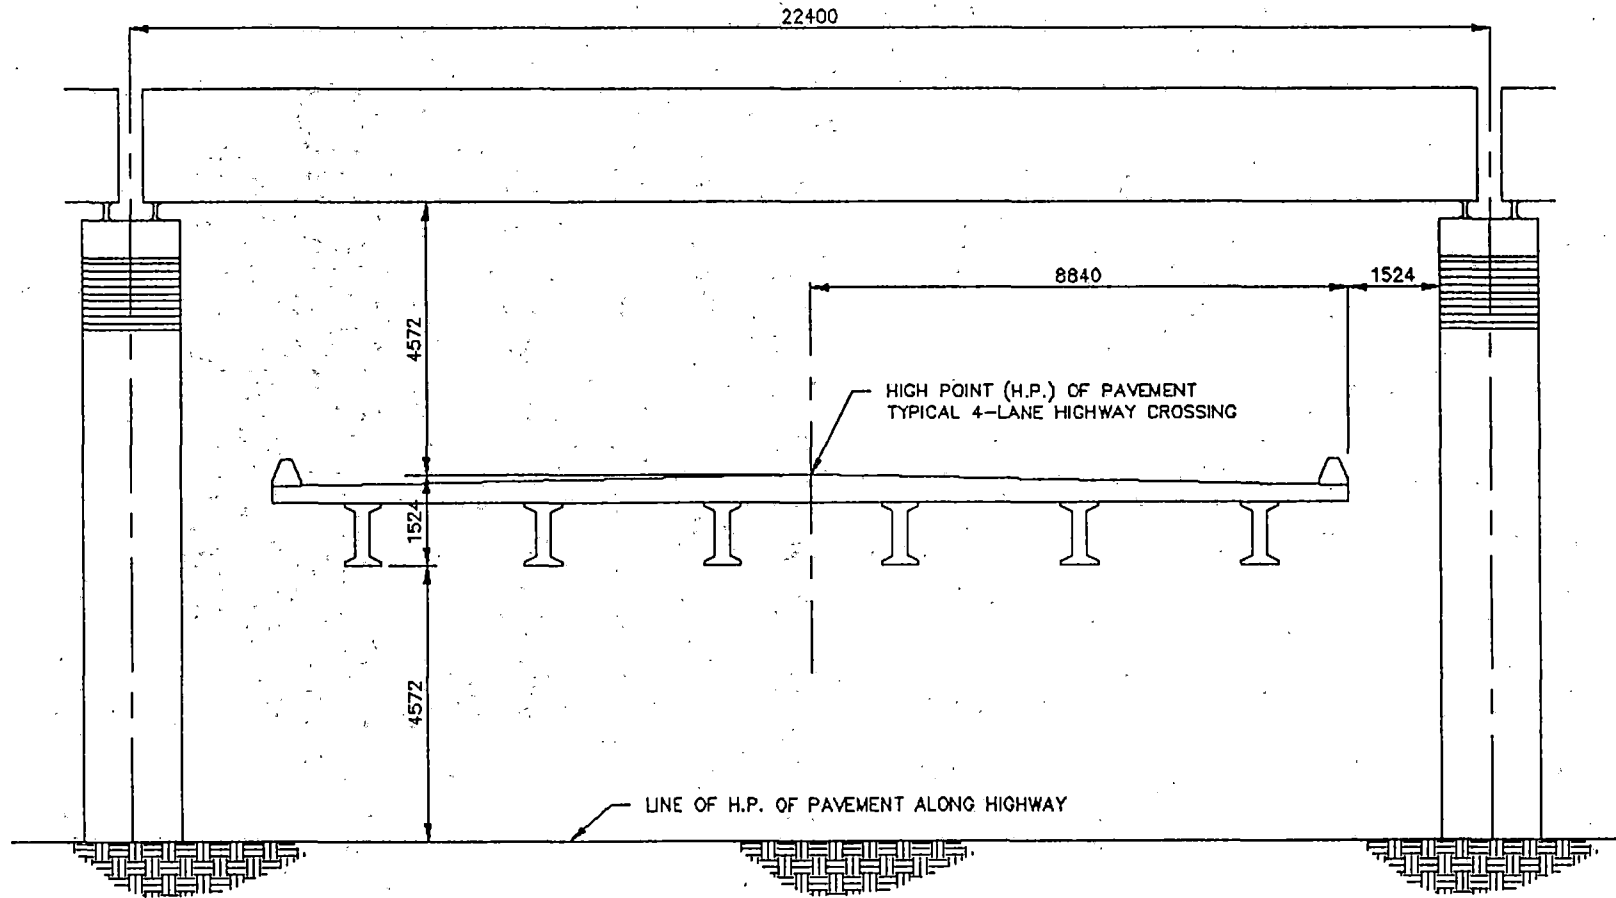 22400
8840
1524
4572
HIGH POINT (H.P.) OF PAVEMENT
TYPICAL 4-LANE HIGHWAY CROSSING
1524
4572
LINE OF H.P. OF PAVEMENT ALONG HIGHWAY